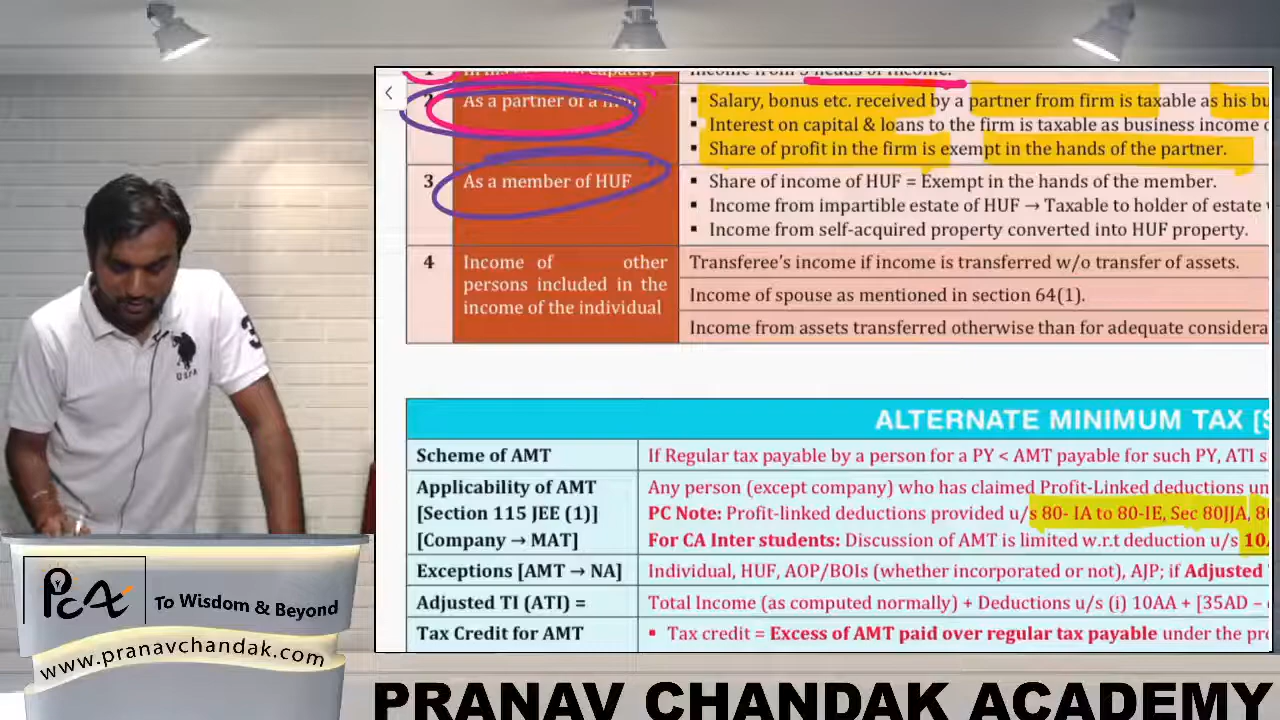 1
2
As a partner of a
▪ Salary, bonus etc. received by a partner from firm is taxable as his bu
▪ Interest on capital & loans to the firm is taxable as business income
▪ Share of profit in the firm is exempt in the hands of the partner.
3
As a member of HUF
▪ Share of income of HUF = Exempt in the hands of the member.
▪ Income from impartible estate of HUF → Taxable to holder of estate
▪ Income from self-acquired property converted into HUF property.
4
Income of other
persons included in the
income of the individual
Transferee's income if income is transferred w/o transfer of assets.
Income of spouse as mentioned in section 64(1).
Income from assets transferred otherwise than for adequate considera
ALTERNATE MINIMUM TAX [S
Scheme of AMT
If Regular tax payable by a person for a PY < AMT payable for such PY, ATI s
Applicability of AMT
[Section 115 JEE (1)]
[Company → MAT]
Any person (except company) who has claimed Profit-Linked deductions un
PC Note: Profit-linked deductions provided u/s 80- IA to 80-IE, Sec 80JJA, 8
For CA Inter students: Discussion of AMT is limited w.r.t deduction u/s 10
Exceptions [AMT → NA]
Individual, HUF, AOP/BOIs (whether incorporated or not), AJP; if Adjusted
Adjusted TI (ATI) =
Total Income (as computed normally) + Deductions u/s (i) 10AA + [35AD –
Tax Credit for AMT
▪ Tax credit = Excess of AMT paid over regular tax payable under the pr
3
USPA
PCA
To Wisdom & Beyond
www.pranavchandak.com
PRANAV CHANDAK ACADEMY